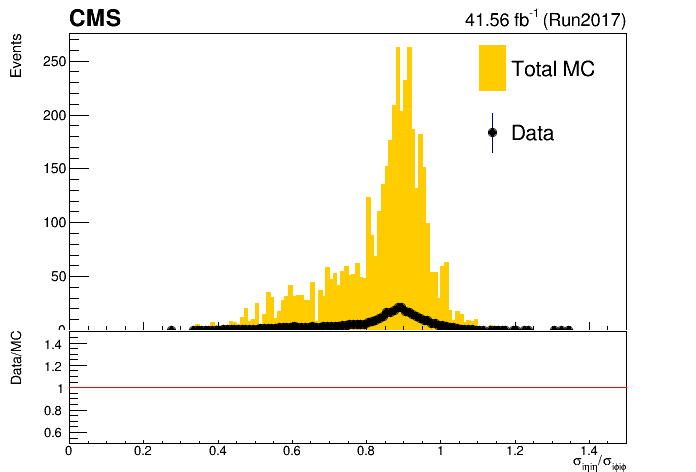 CMS 41.56 fb⁻¹ (Run2017)
Events
250
200
150
100
50
0
Total MC
Data
Data/MC
1.4
1.2
1
0.8
0.6
0 0.2 0.4 0.6 0.8 1 1.2 1.4
σiηiη/σiφiφ